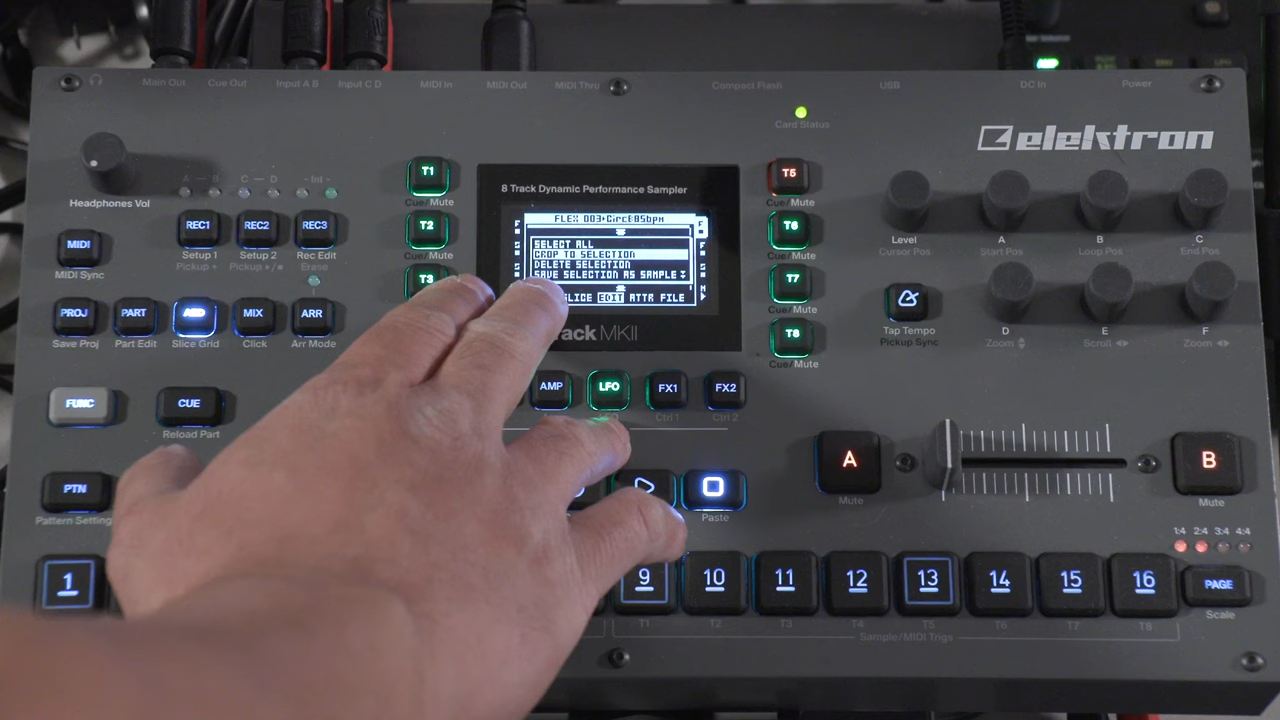 Main Out
Cue Out
Input A B
Input C D
MIDI In
MIDI Out
MIDI Thru
Compact Flash
USB
DC In
Power
Card Status
elektron
Headphones Vol
A
B
C
D
Int
REC1
REC2
REC3
Setup 1
Setup 2
Rec Edit
Pickup +
Erase
MIDI
MIDI Sync
T1
Cue/Mute
T2
Cue/Mute
T3
8 Track Dynamic Performance Sampler
SELECT ALL
CROP TO SELECTION
DELETE SELECTION
SAVE SELECTION AS SAMPLE
EDIT ATTR FILE
track MKII
T5
Cue/Mute
T6
Cue/Mute
T7
Cue/Mute
T8
Cue/Mute
Level
A
B
C
Cursor Pos
Start Pos
Loop Pos
End Pos
Tap Tempo
Pickup Sync
D
E
F
Zoom
Scroll
Zoom
PROJ
PART
AED
MIX
ARR
Save Proj
Part Edit
Slice Grid
Click
Arr Mode
FUNC
CUE
Reload Part
AMP
LFO
FX1
FX2
Ctrl 1
Ctrl 2
PTN
Pattern Setting
Paste
A
Mute
B
Mute
1:4 2:4 3:4 4:4
1
9
10
11
12
13
14
15
16
PAGE
Scale
T1
T2
T3
T4
T5
T6
T7
T8
Sample/MIDI Trigs